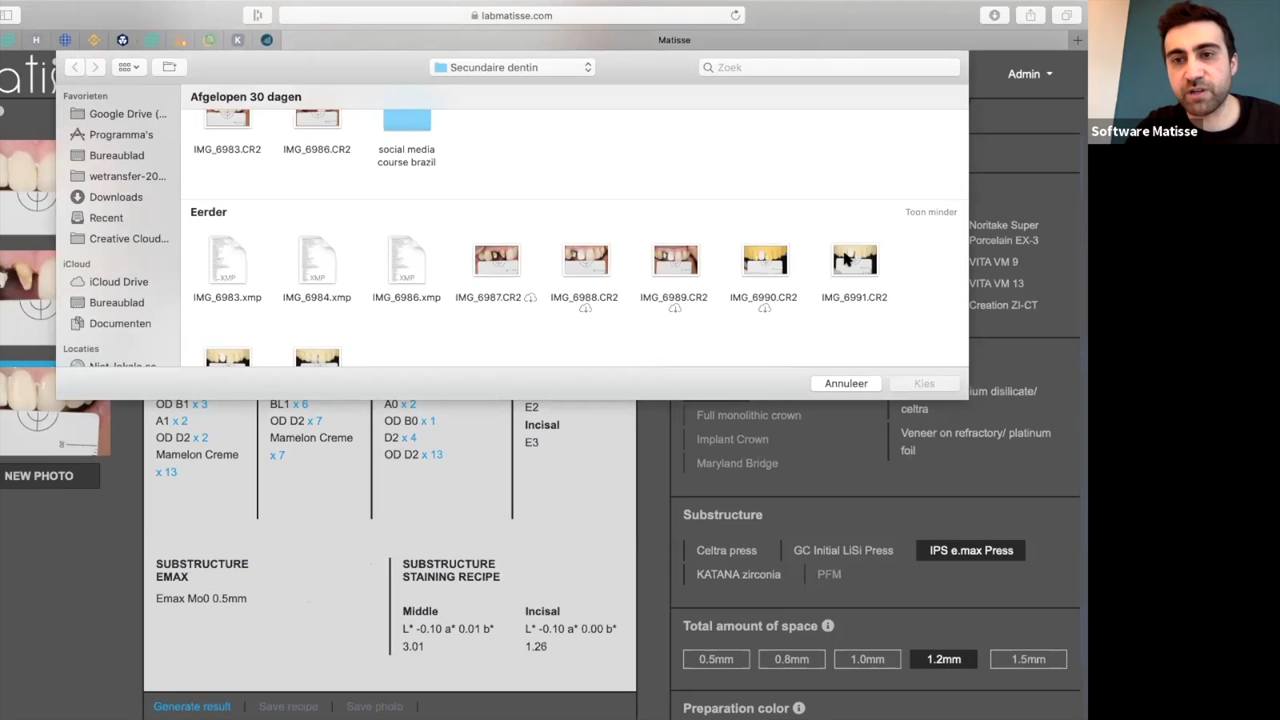 labmatisse.com
H
K
Matisse
Secundaire dentin
Zoek
Admin
Software Matisse
Favorieten
Google Drive (...
Programma's
Bureaublad
wetransfer-20...
Downloads
Recent
Creative Cloud...
iCloud
iCloud Drive
Bureaublad
Documenten
Locaties
Afgelopen 30 dagen
IMG_6983.CR2
IMG_6986.CR2
social media
course brazil
Eerder
Toon minder
XMP
XMP
XMP
IMG_6983.xmp
IMG_6984.xmp
IMG_6986.xmp
IMG_6987.CR2
IMG_6988.CR2
IMG_6989.CR2
IMG_6990.CR2
IMG_6991.CR2
Annuleer
Kies
Noritake Super
Porcelain EX-3
VITA VM 9
VITA VM 13
Creation ZI-CT
NEW PHOTO
OD B1 x 3
A1 x 2
OD D2 x 2
Mamelon Creme
x 13
BL1 x 6
OD D2 x 7
Mamelon Creme
x 7
A0 x 2
OD B0 x 1
D2 x 4
OD D2 x 13
E2
Incisal
E3
SUBSTRUCTURE
EMAX
Emax Mo0 0.5mm
SUBSTRUCTURE
STAINING RECIPE
Middle
L* -0.10 a* 0.01 b*
3.01
Incisal
L* -0.10 a* 0.00 b*
1.26
Generate result
Save recipe
Save photo
Full monolithic crown
Implant Crown
Maryland Bridge
celtra
Veneer on refractory/ platinum
foil
Substructure
Celtra press
GC Initial LiSi Press
IPS e.max Press
KATANA zirconia
PFM
Total amount of space
0.5mm
0.8mm
1.0mm
1.2mm
1.5mm
Preparation color